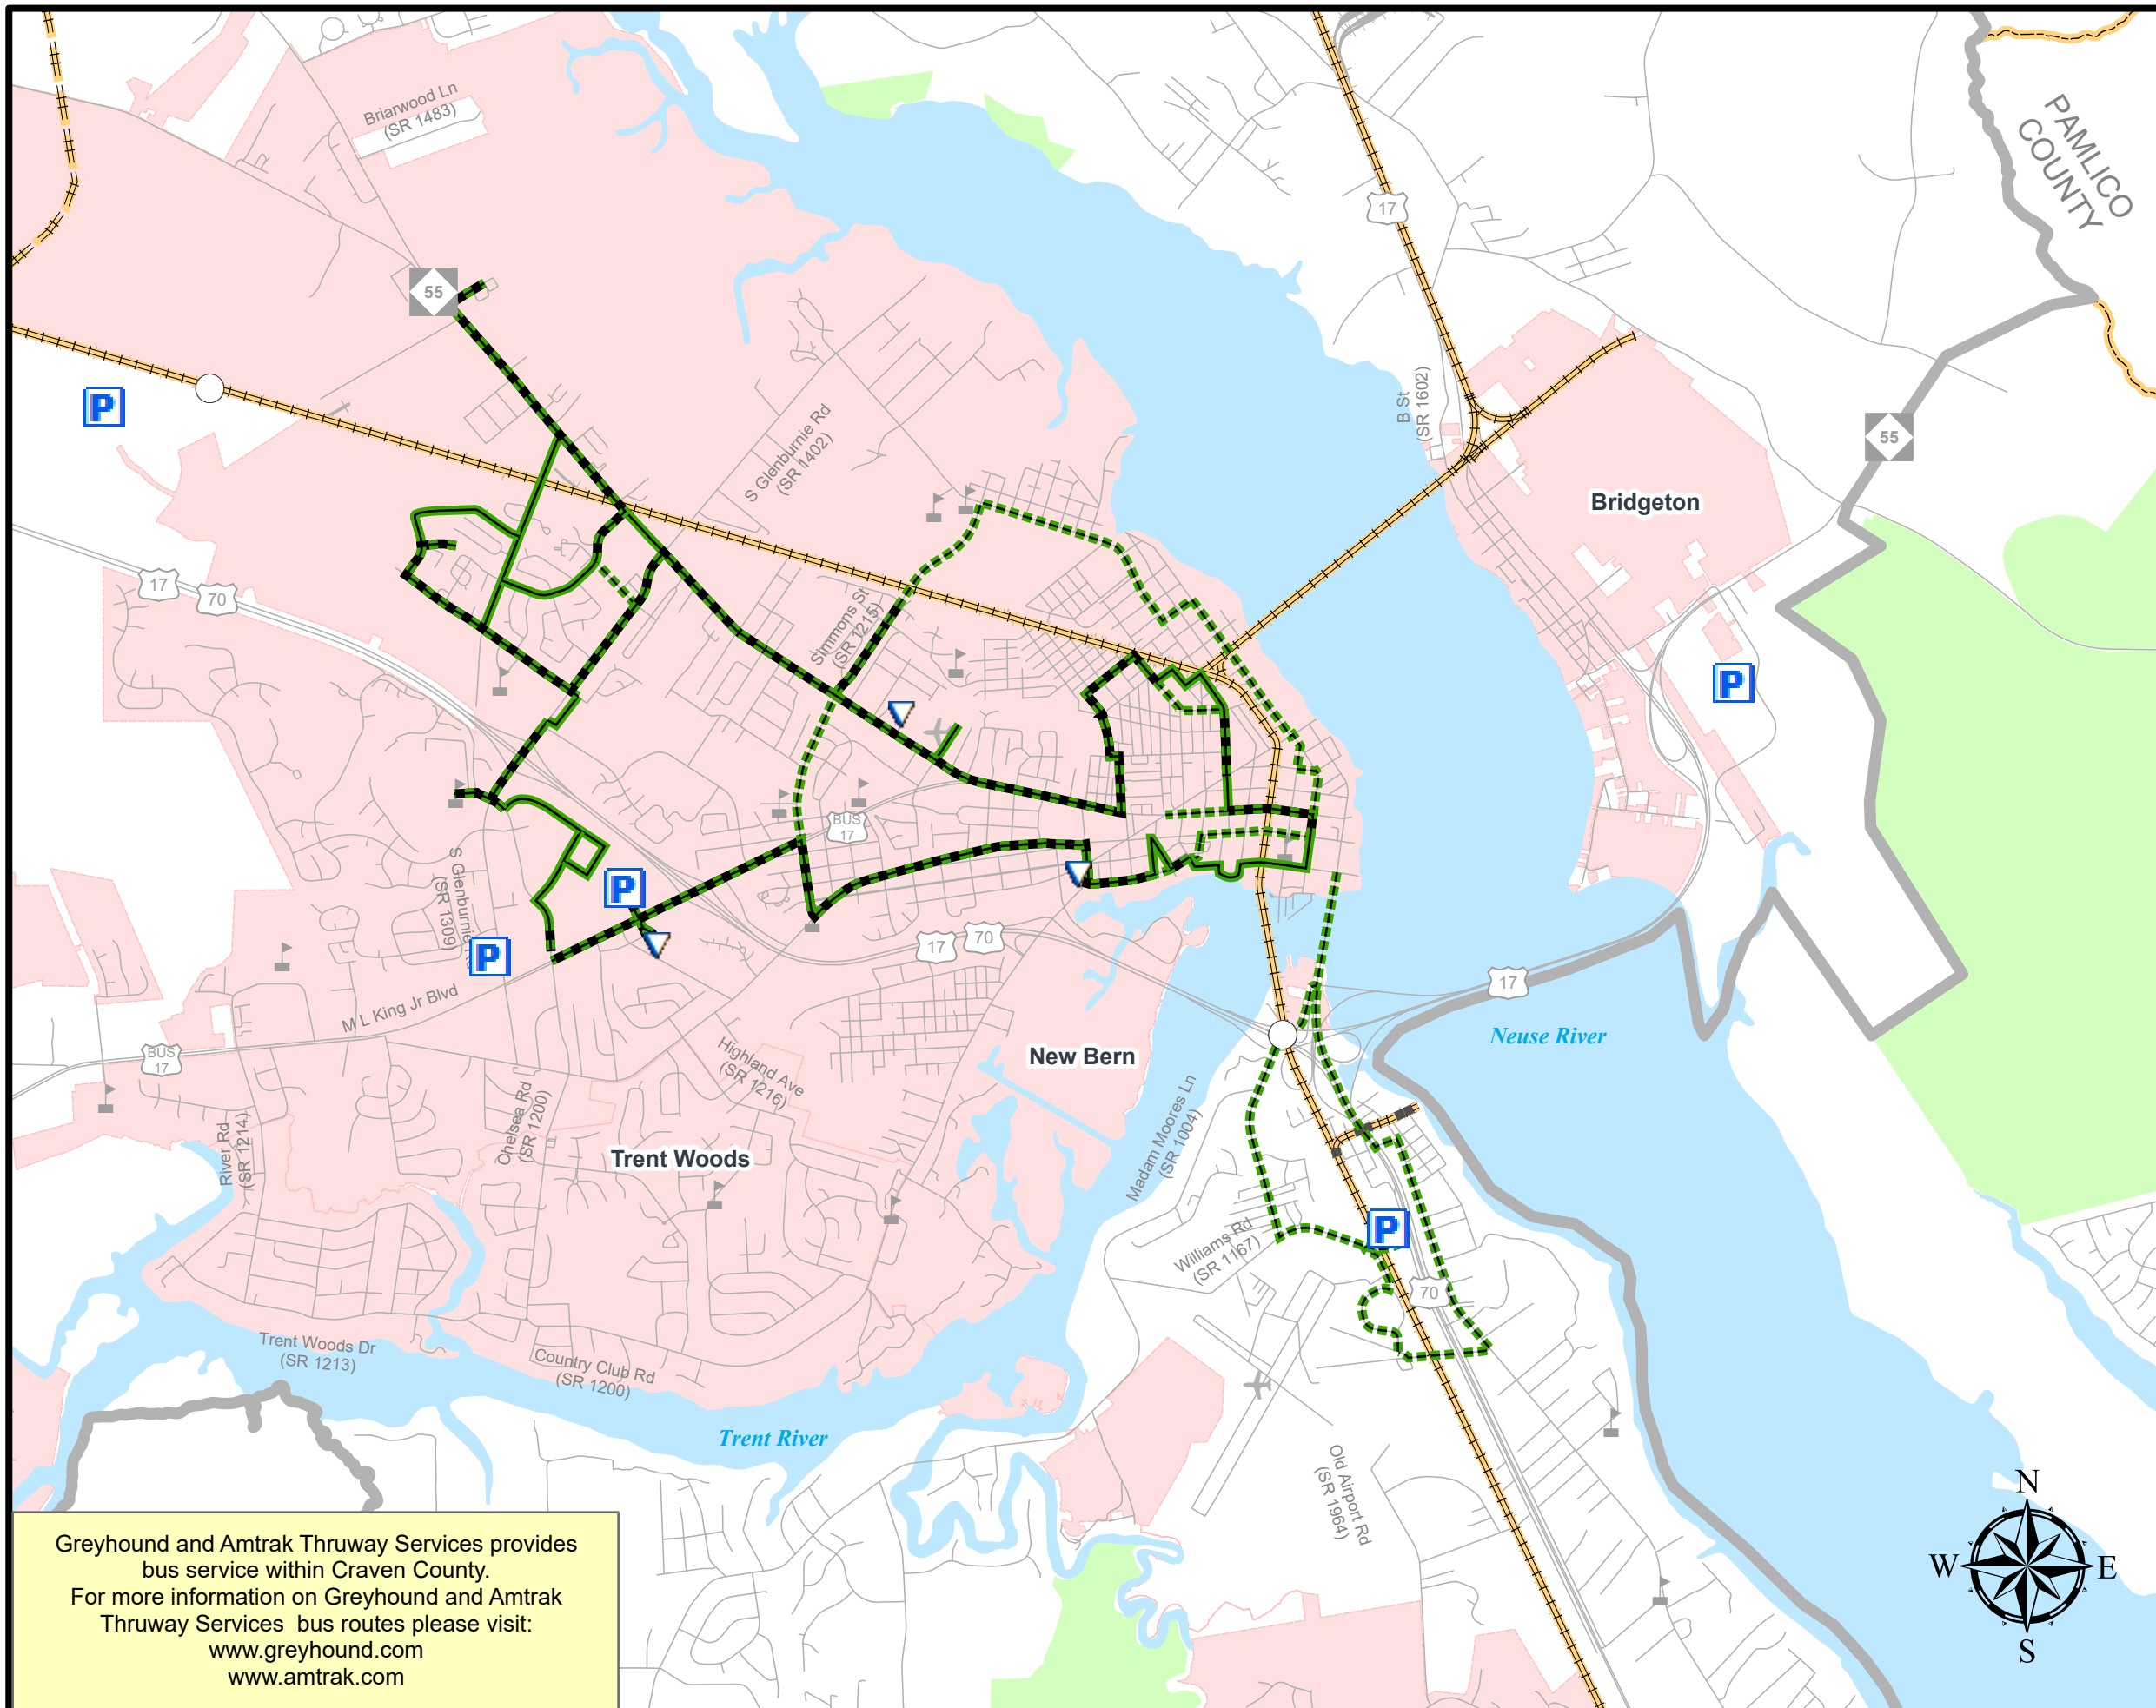 Briarwood Ln
(SR 1483)
PAMLICO
COUNTY
17
55
P
B St
(SR 1602)
S Glenburnie Rd
(SR 1402)
55
Bridgeton
17
70
Simmons St
(SR 1215)
P
BUS
17
S Glenburnie Rd
(SR 1309)
P
P
17
70
17
M L King Jr Blvd
Neuse River
BUS
17
New Bern
Highland Ave
(SR 1216)
Chelsea Rd
(SR 1200)
River Rd
(SR 1214)
Trent Woods
Madam Moores Ln
(SR 1004)
P
Williams Rd
(SR 1167)
70
Trent Woods Dr
(SR 1213)
Country Club Rd
(SR 1200)
Trent River
Old Airport Rd
(SR 1964)
N
W
E
S
Greyhound and Amtrak Thruway Services provides
bus service within Craven County.
For more information on Greyhound and Amtrak
Thruway Services bus routes please visit:
www.greyhound.com
www.amtrak.com